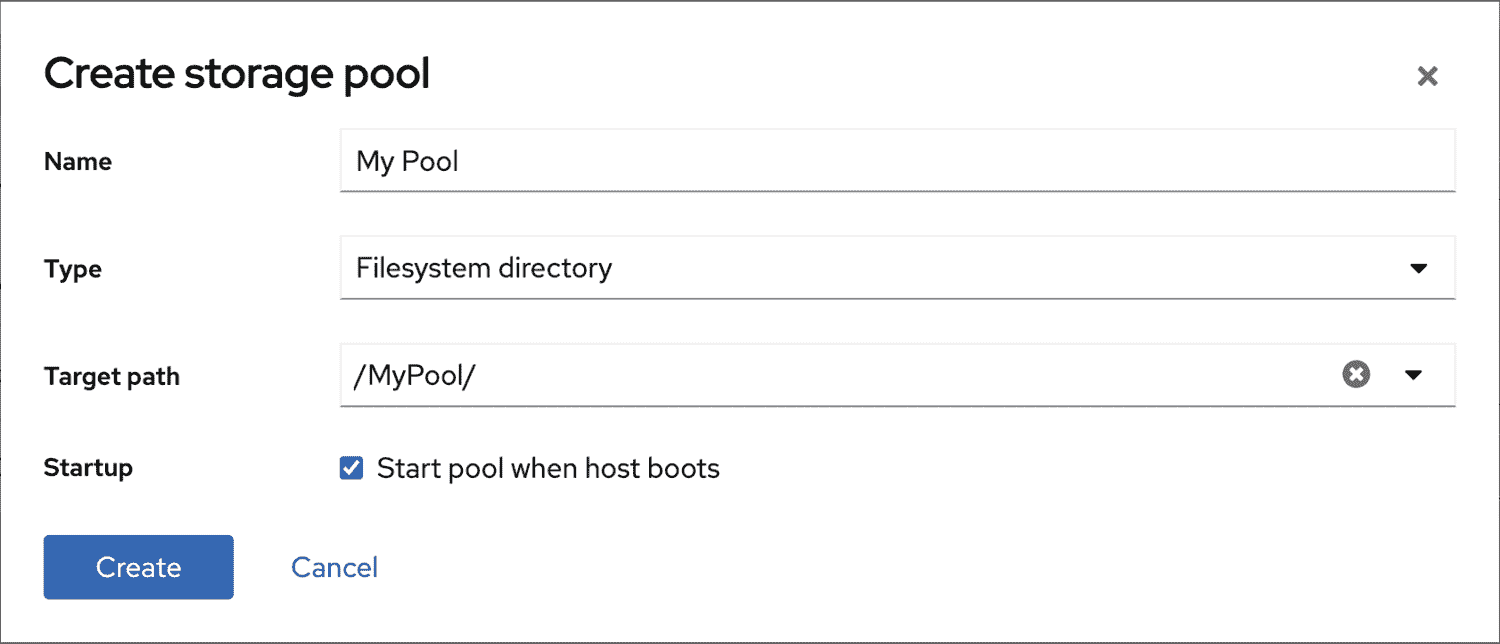 Create storage pool
Name
My Pool
Type
Filesystem directory
Target path
/MyPool/
Startup
Start pool when host boots
Create
Cancel